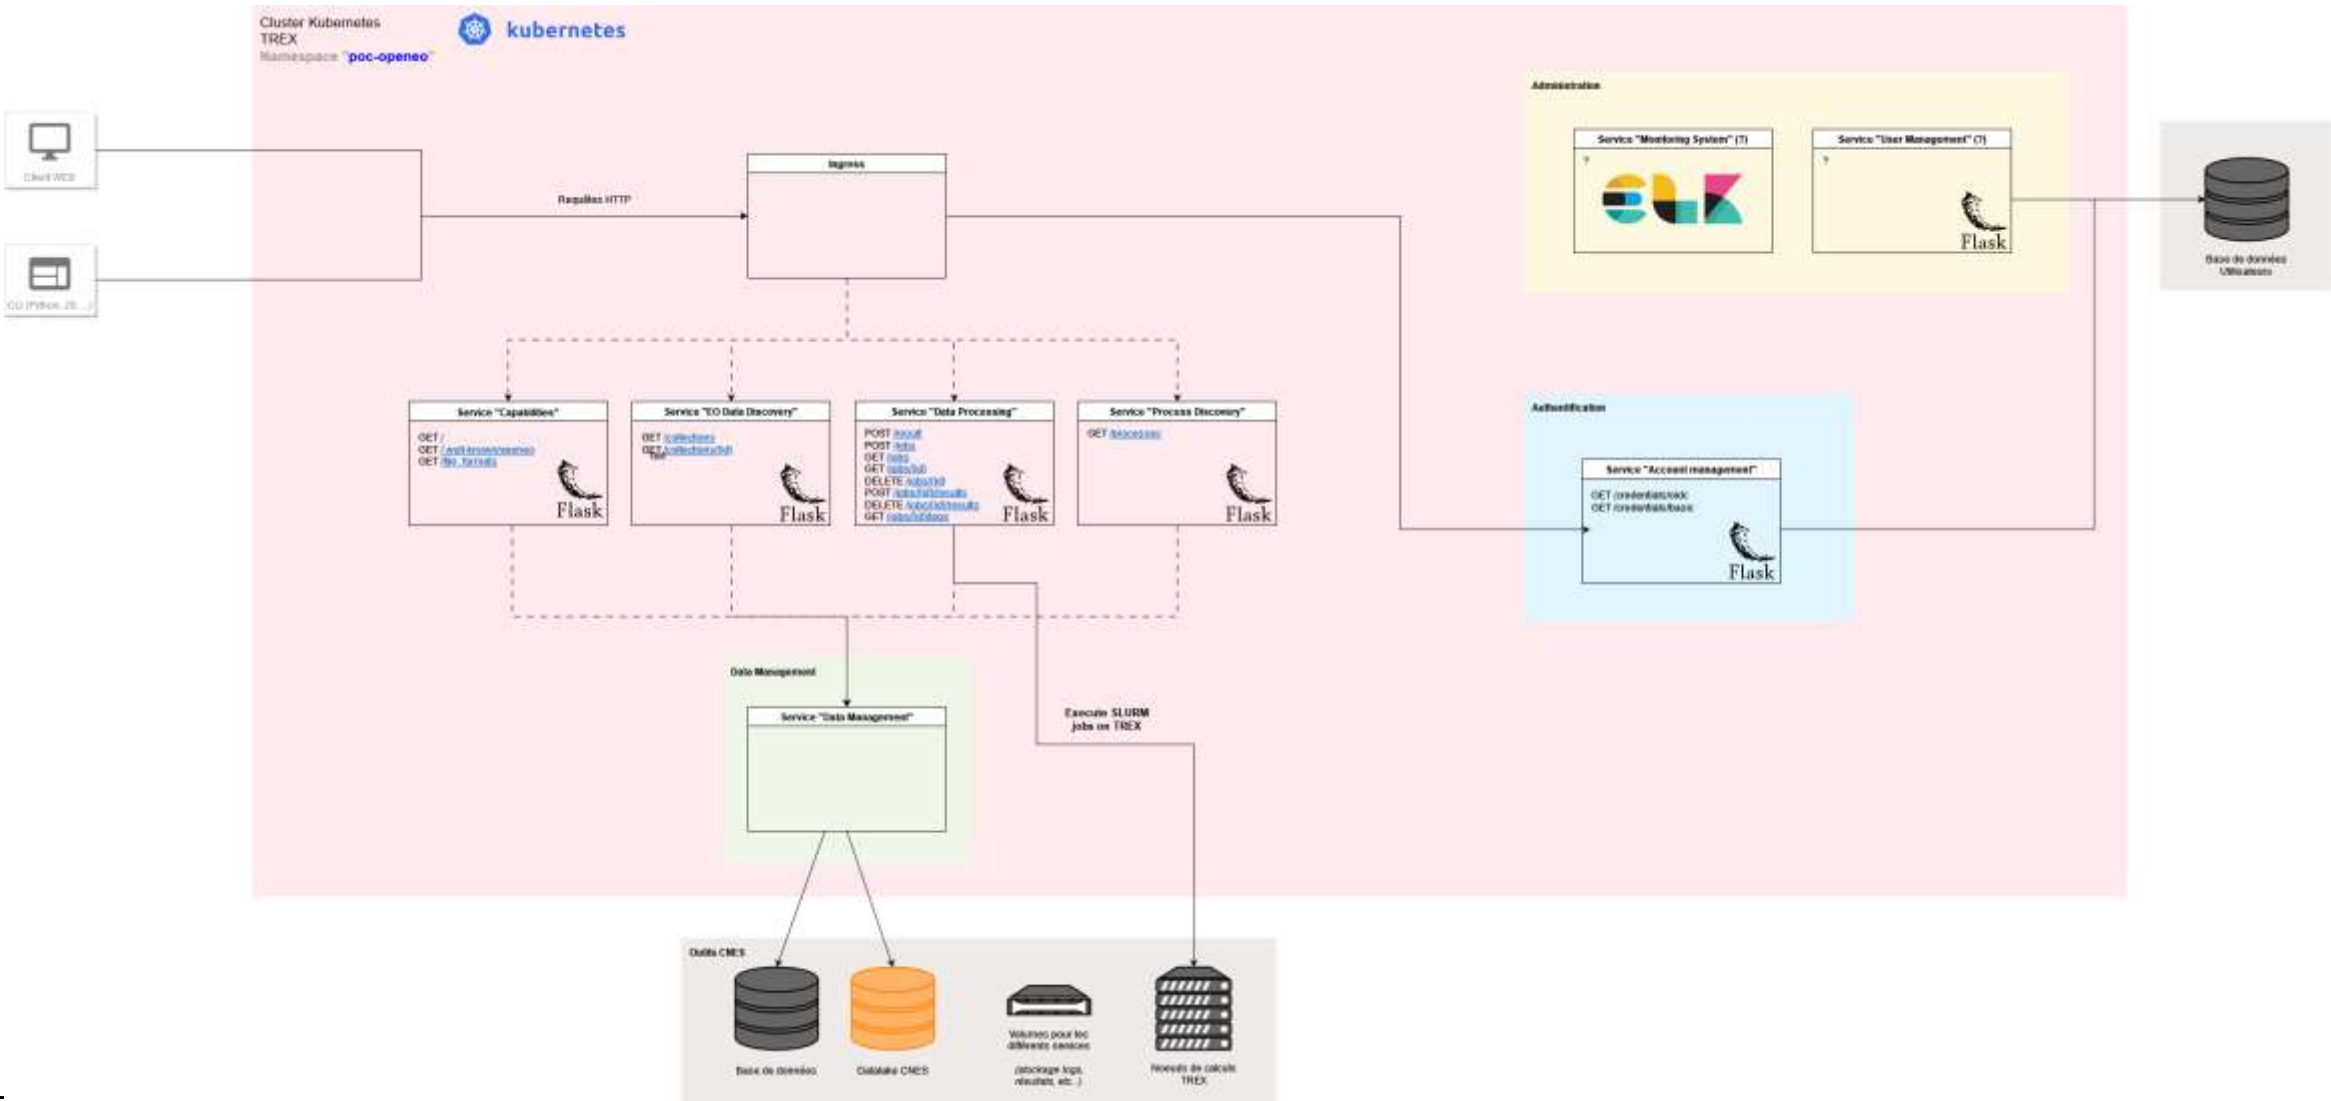 Cluster Kubernetes
TREX
Namespace "poc-openeo"
kubernetes
Client WEB
CLI (Python, JS ...)
Requêtes HTTP
Ingress
Administration
Service "Monitoring System" (?)
?
Service "User Management" (?)
?
Flask
Base de données
Utilisateurs
Service "Capabilities"
GET /
GET /.well-known/openeo
GET /file_formats
Flask
Service "EO Data Discovery"
GET /collections
GET /collections/{id}
Flask
Service "Data Processing"
POST /result
POST /jobs
GET /jobs
GET /jobs/{id}
DELETE /jobs/{id}
POST /jobs/{id}/results
DELETE /jobs/{id}/results
GET /jobs/{id}/logs
Flask
Service "Process Discovery"
GET /processes
Flask
Authentification
Service "Account management"
GET /credentials/oidc
GET /credentials/basic
Flask
Data Management
Service "Data Management"
Execute SLURM
jobs on TREX
Outils CNES
Base de données
Datalake CNES
Volumes pour les
différents services
(stockage logs,
résultats, etc...)
Noeuds de calculs
TREX